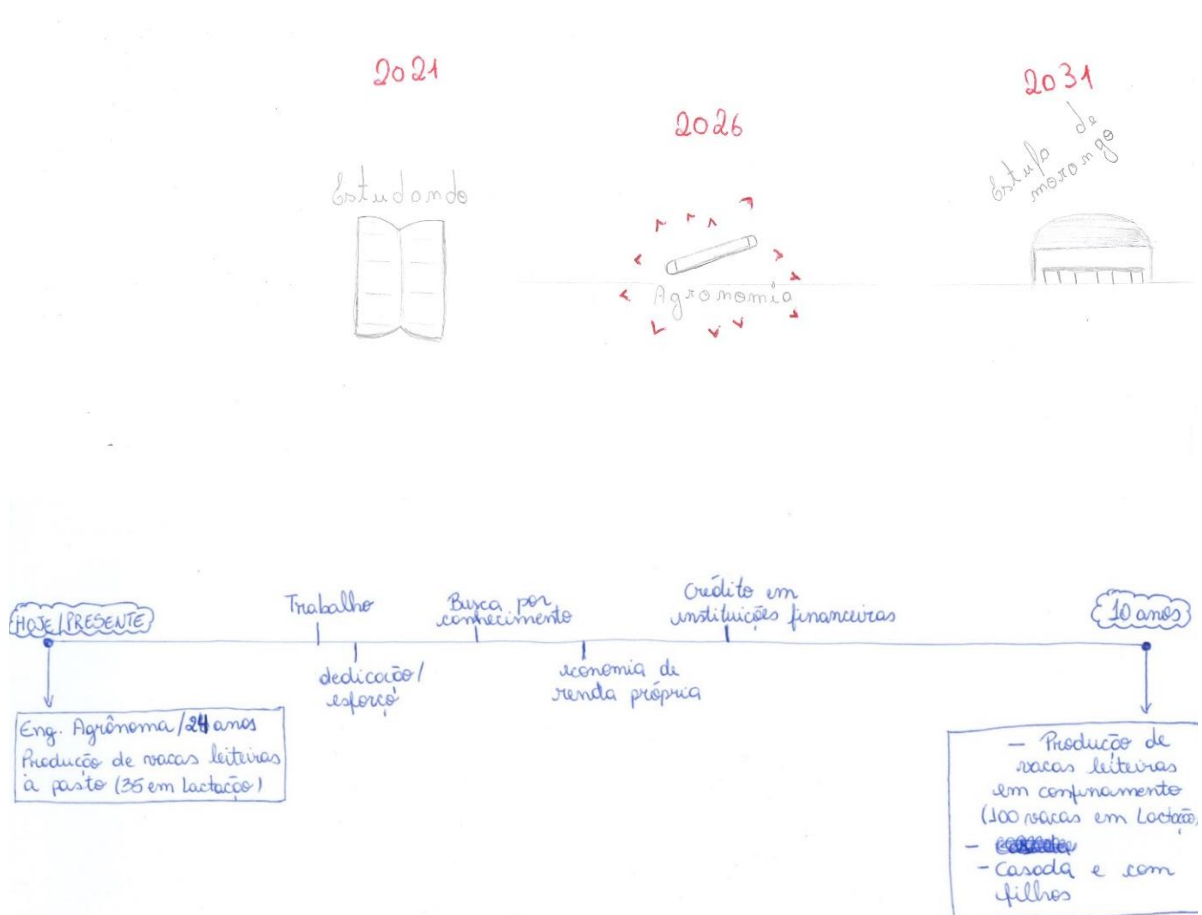 2021
Estudando
2026
Agronomia
2031
Estufa de
morango
HOJE/PRESENTE
Trabalho
dedicação/
esforço
Busca por
conhecimento
economia de
renda própria
Crédito em
instituições financeiras
10 anos
Eng. Agrônoma/24 anos
Produção de vacas leiteiras
à pasto (35 em Lactação)
- Produção de
vacas leiteiras
em confinamento
(100 vacas em Lactação,
-
- Casada e com
filhos